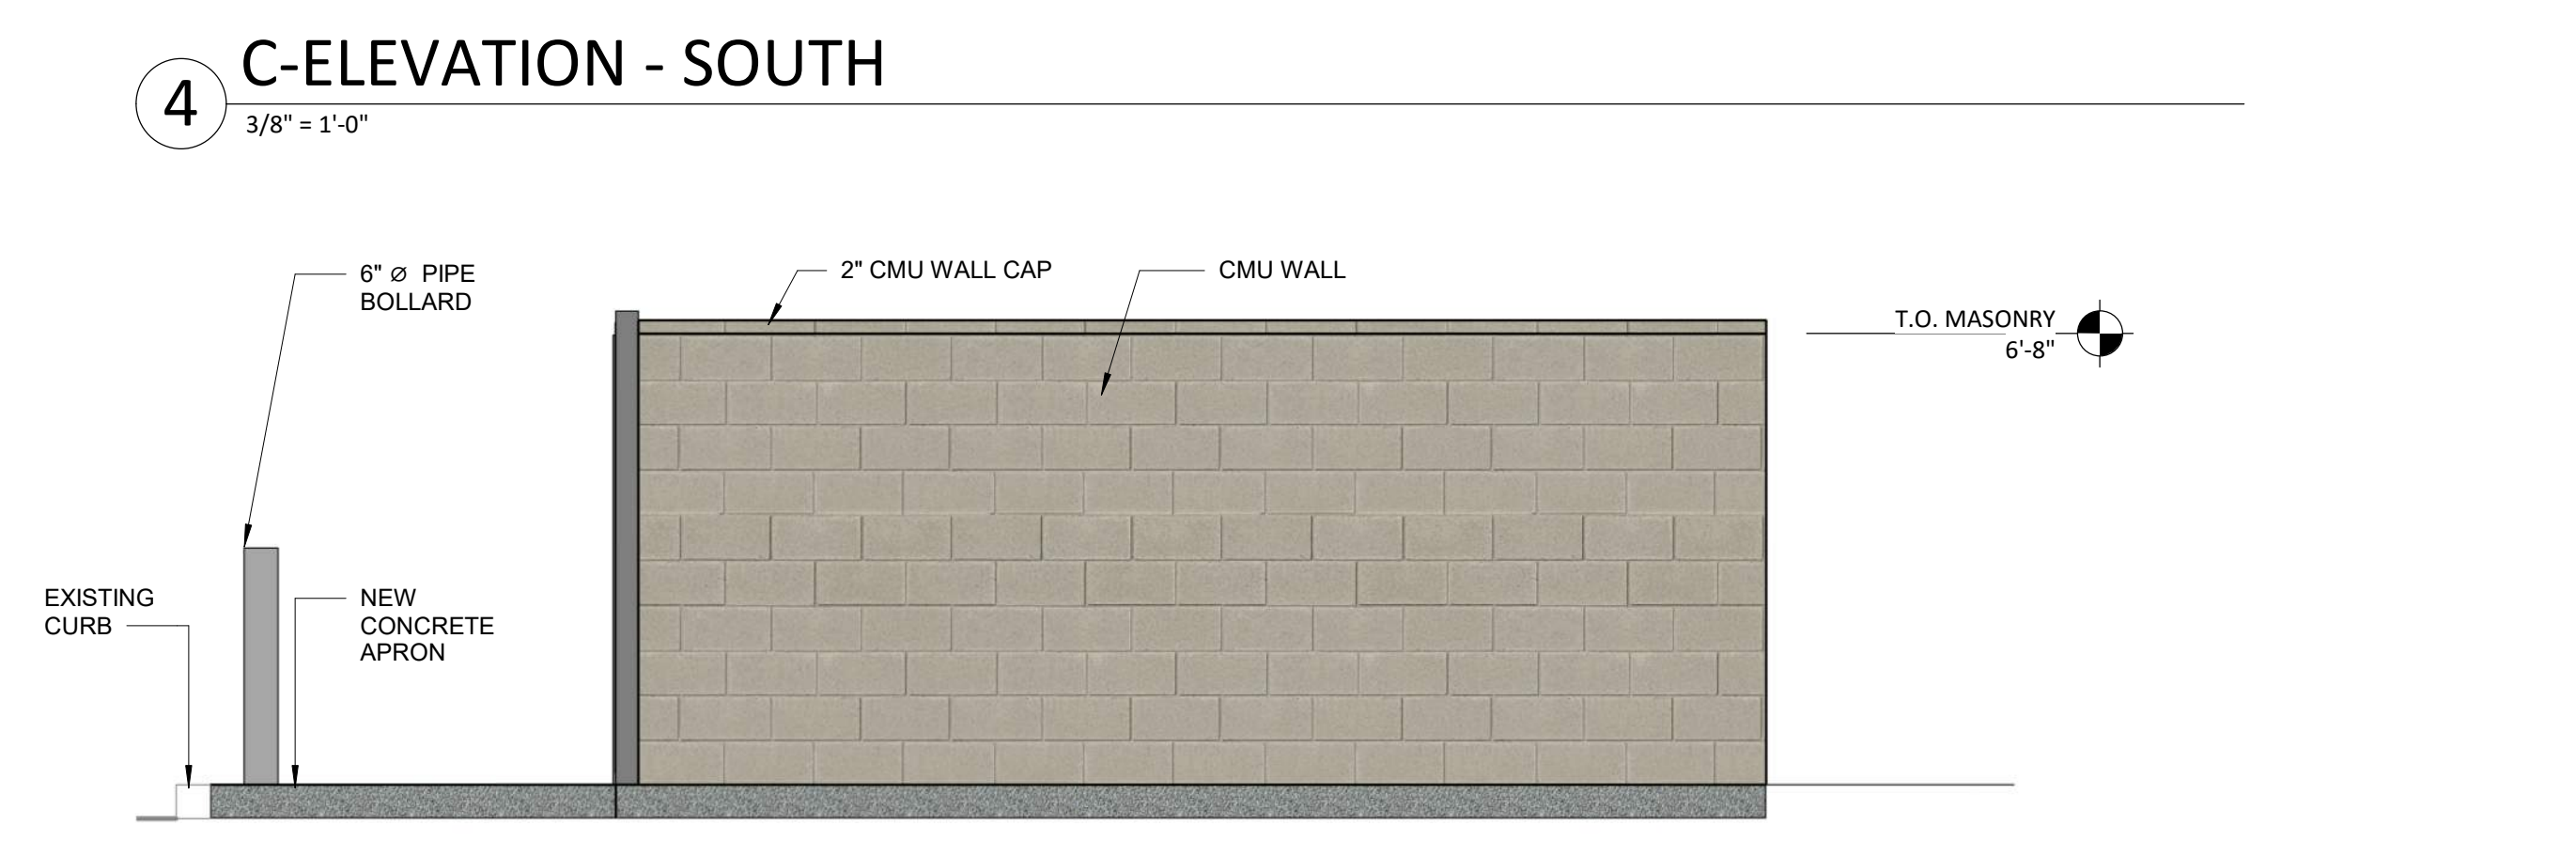 4
C-ELEVATION - SOUTH
3/8" = 1'-0"
6" ⌀ PIPE
BOLLARD
2" CMU WALL CAP
CMU WALL
T.O. MASONRY
6'-8"
EXISTING
CURB
NEW
CONCRETE
APRON